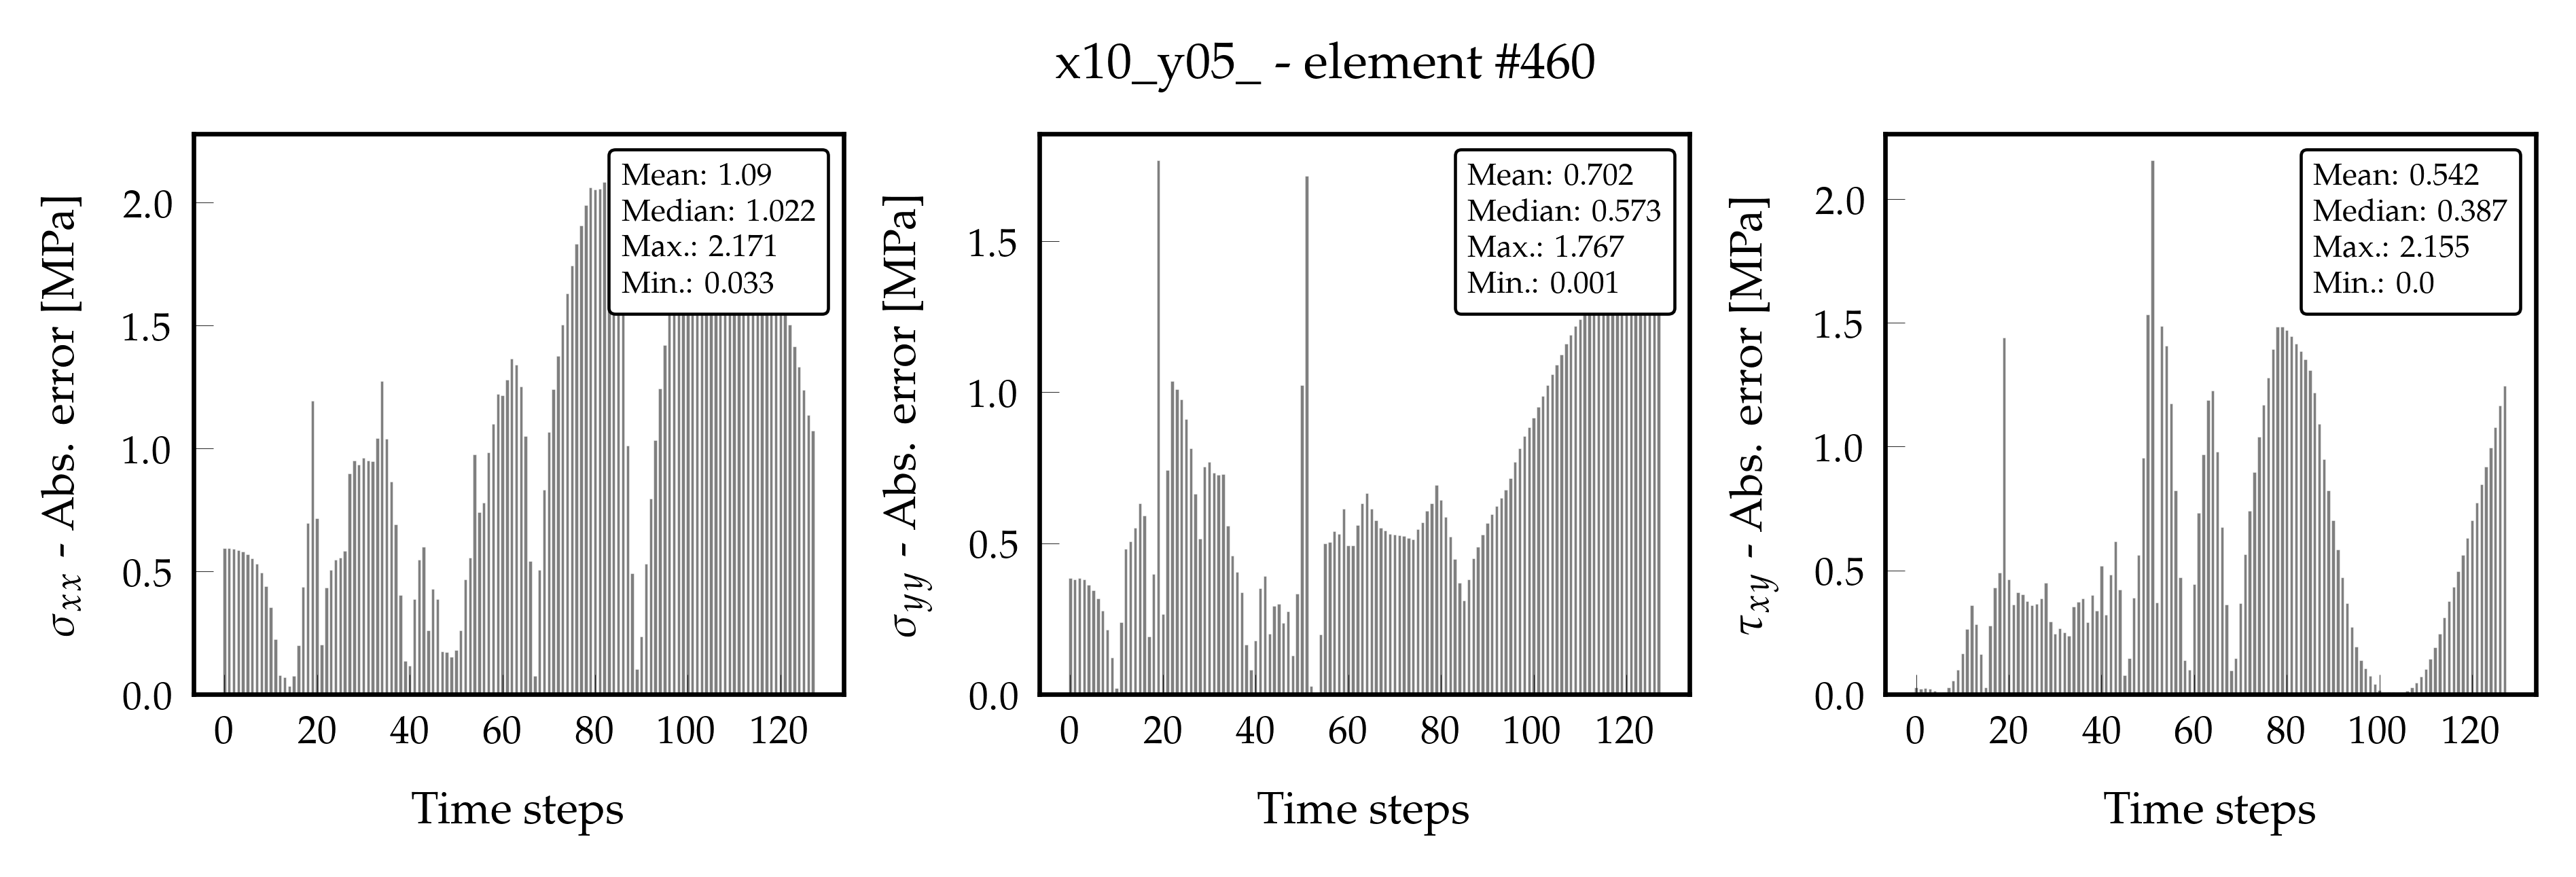 x10_y05_ - element #460
σxx - Abs. error [MPa]
2.0
1.5
1.0
0.5
0.0
Mean: 1.09
Median: 1.022
Max.: 2.171
Min.: 0.033
0 20 40 60 80 100 120
Time steps
σyy - Abs. error [MPa]
1.5
1.0
0.5
0.0
Mean: 0.702
Median: 0.573
Max.: 1.767
Min.: 0.001
0 20 40 60 80 100 120
Time steps
τxy - Abs. error [MPa]
2.0
1.5
1.0
0.5
0.0
Mean: 0.542
Median: 0.387
Max.: 2.155
Min.: 0.0
0 20 40 60 80 100 120
Time steps